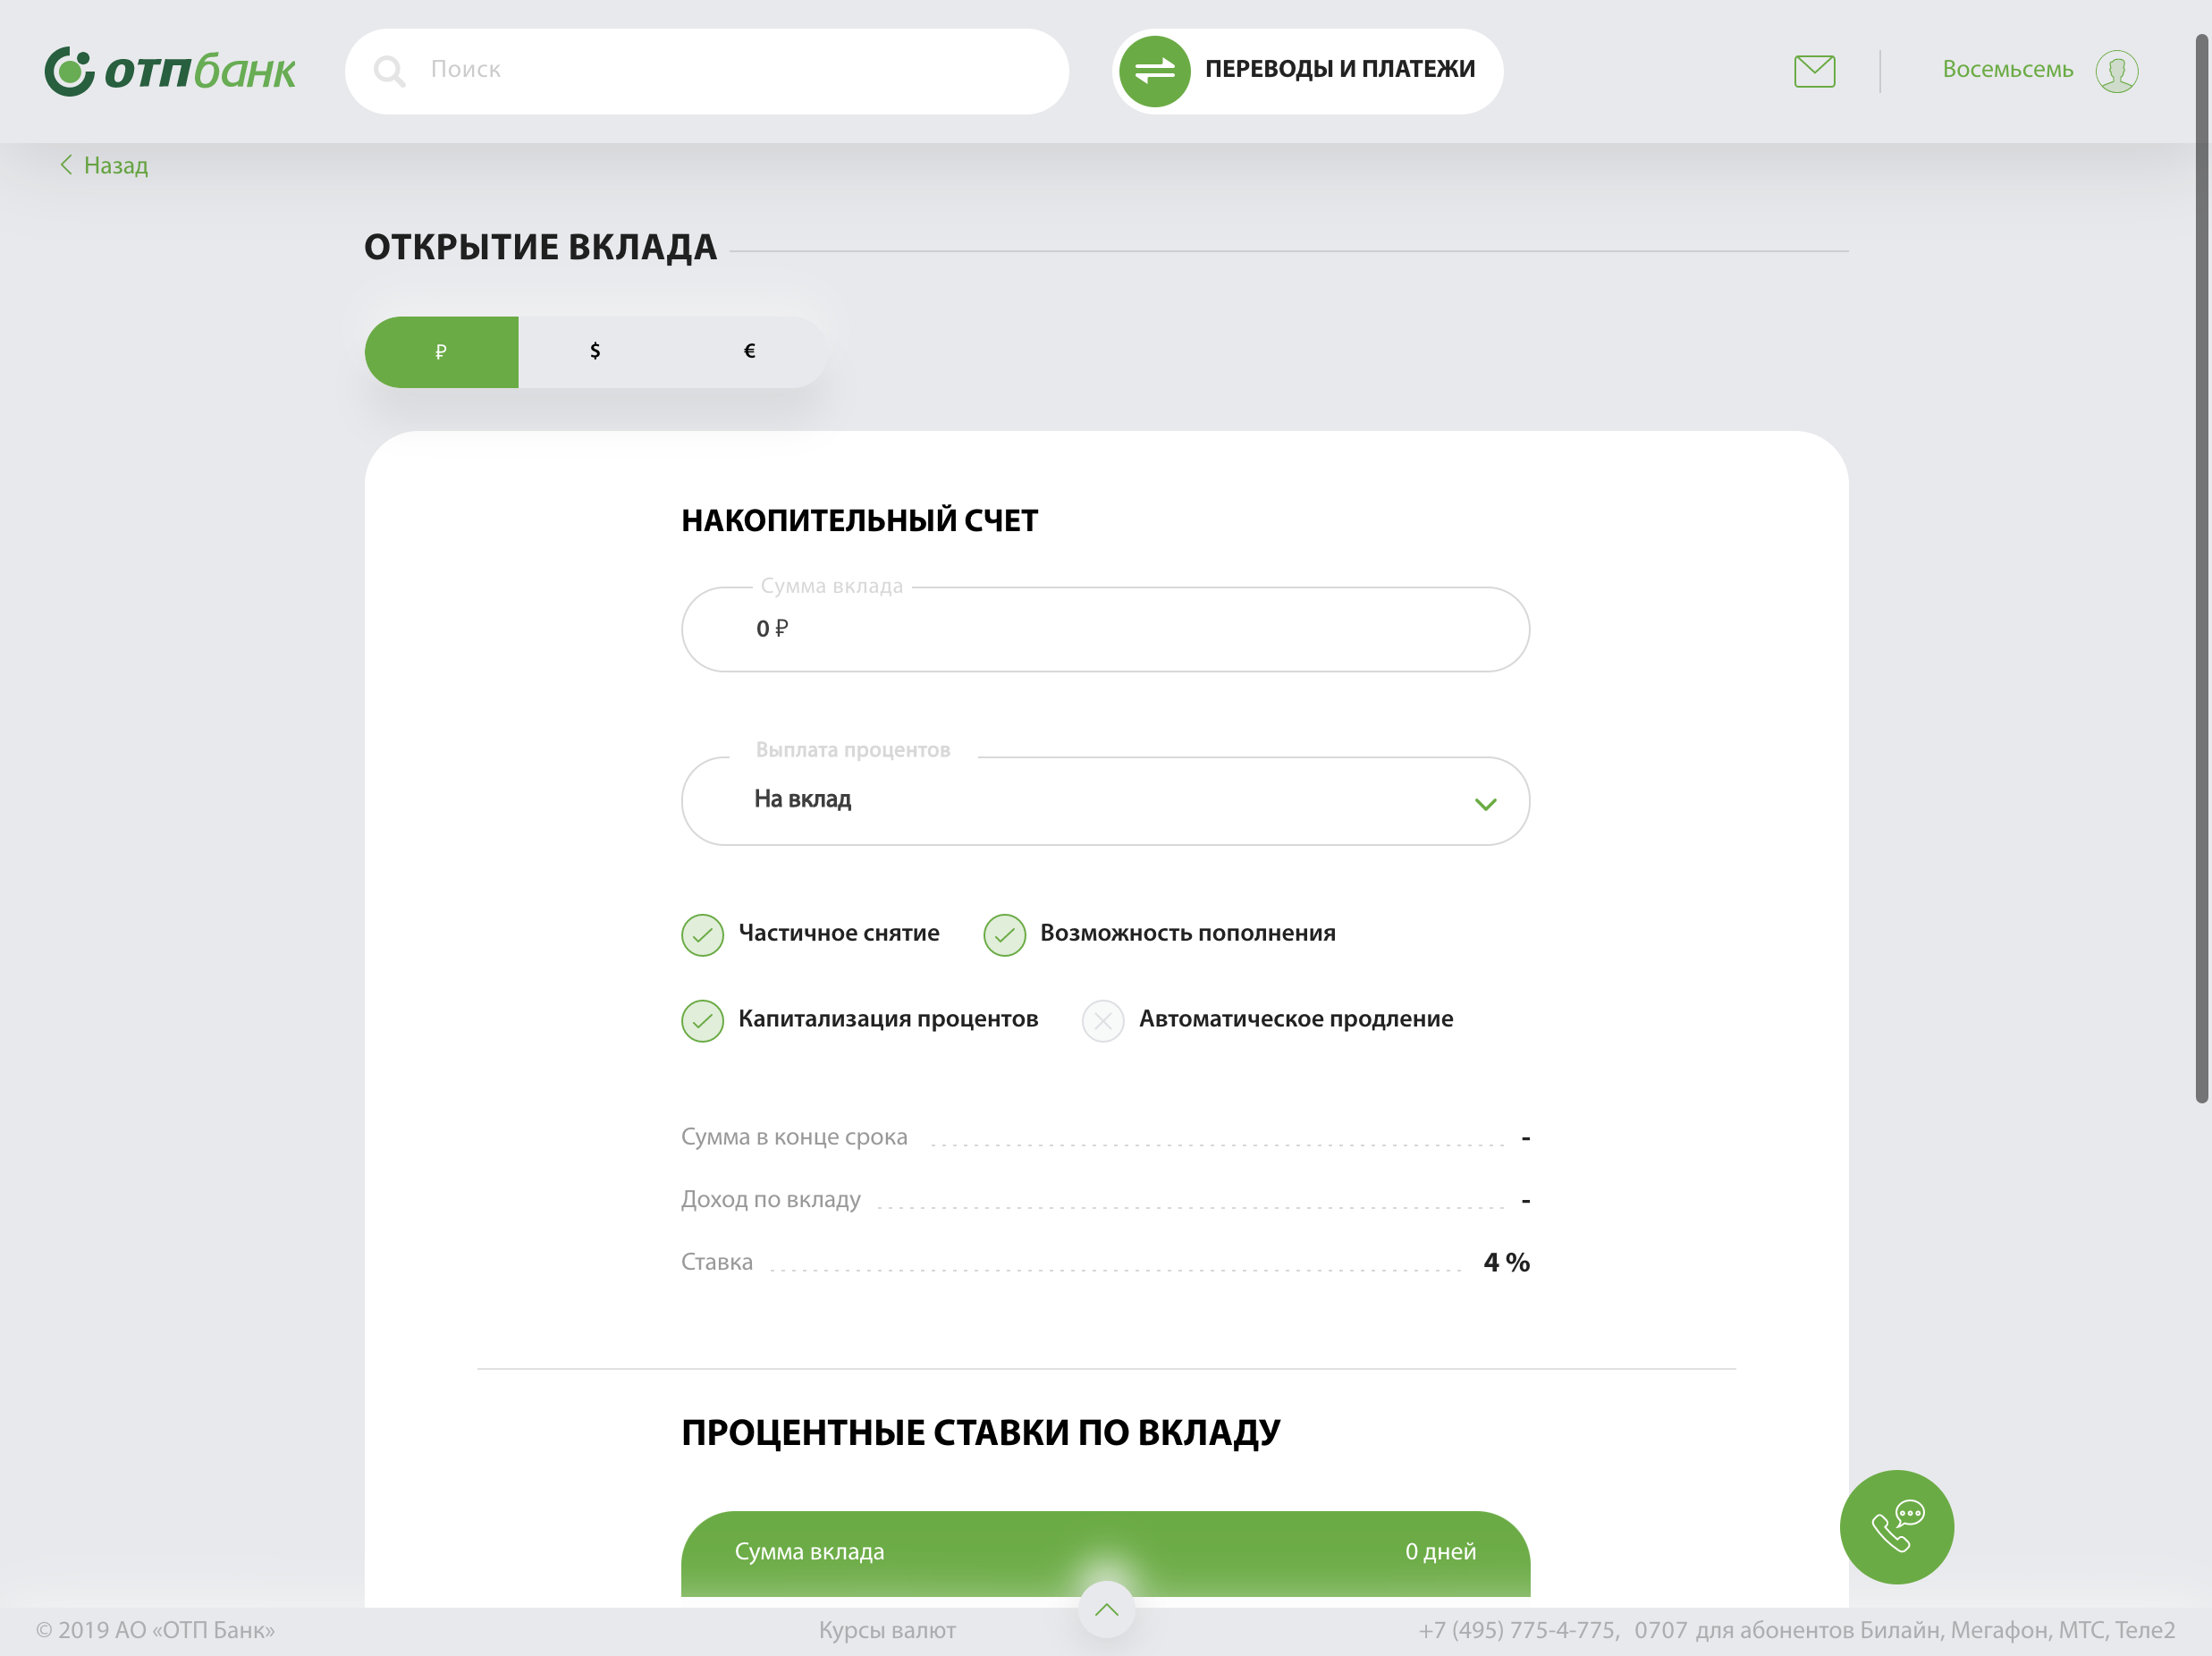 отпбанк
Поиск
ПЕРЕВОДЫ И ПЛАТЕЖИ
Восемьсемь
Назад
ОТКРЫТИЕ ВКЛАДА
₽ $ €
НАКОПИТЕЛЬНЫЙ СЧЕТ
Сумма вклада
0 ₽
Выплата процентов
На вклад
Частичное снятие Возможность пополнения
Капитализация процентов Автоматическое продление
Сумма в конце срока -
Доход по вкладу -
Ставка 4 %
ПРОЦЕНТНЫЕ СТАВКИ ПО ВКЛАДУ
Сумма вклада 0 дней
© 2019 АО «ОТП Банк» Курсы валют +7 (495) 775-4-775, 0707 для абонентов Билайн, Мегафон, МТС, Теле2